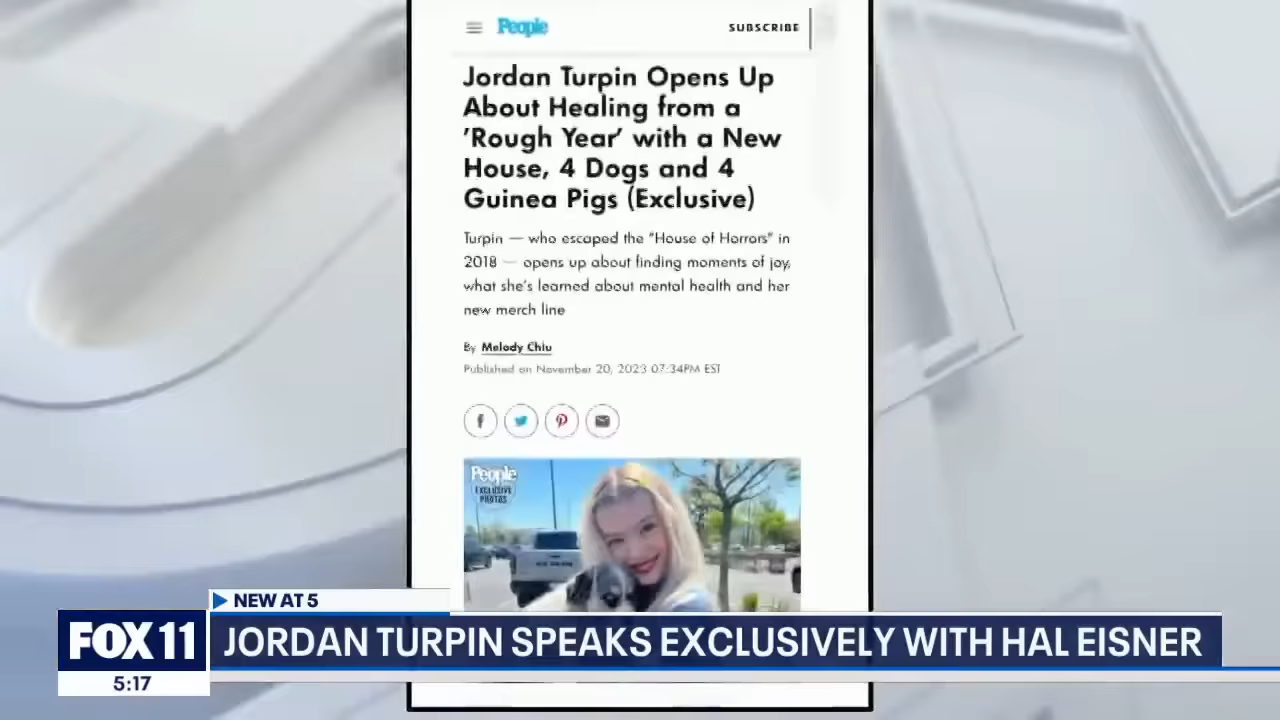 People
SUBSCRIBE
Jordan Turpin Opens Up
About Healing from a
'Rough Year' with a New
House, 4 Dogs and 4
Guinea Pigs (Exclusive)
Turpin — who escaped the "House of Horrors" in
2018 — opens up about finding moments of joy,
what she's learned about mental health and her
new merch line
By Melody Chiu
Published on November 20, 2023 07:34PM EST
People
EXCLUSIVE
PHOTOS
NEW AT 5
FOX 11
JORDAN TURPIN SPEAKS EXCLUSIVELY WITH HAL EISNER
5:17